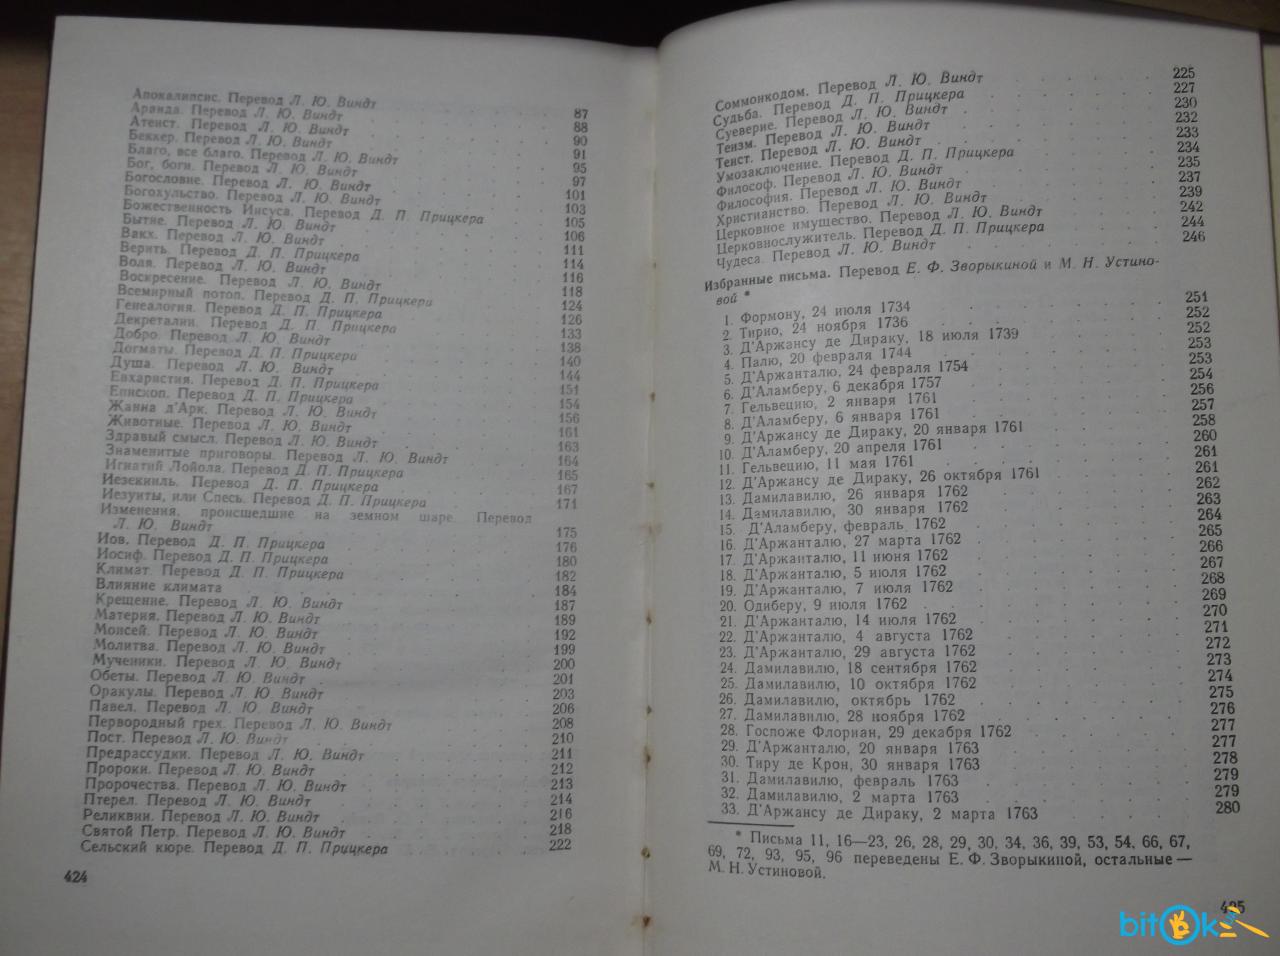 Апокалипсис. Перевод Л. Ю. Виндт 87
Аранда. Перевод Л. Ю. Виндт 88
Атеист. Перевод Л. Ю. Виндт 90
Беккер. Перевод Л. Ю. Виндт 91
Благо, все благо. Перевод Л. Ю. Виндт 95
Бог, боги. Перевод Л. Ю. Виндт 97
Богословие. Перевод Л. Ю. Виндт 101
Богохульство. Перевод Л. Ю. Виндт 103
Божественность Иисуса. Перевод Д. П. Прицкера 105
Бытие. Перевод Л. Ю. Виндт 106
Вакх. Перевод Л. Ю. Виндт 111
Верить. Перевод Д. П. Прицкера 114
Воля. Перевод Л. Ю. Виндт 116
Воскресение. Перевод Л. Ю. Виндт 118
Всемирный потоп. Перевод Д. П. Прицкера 124
Генеалогия. Перевод Д. П. Прицкера 126
Декреталии. Перевод Д. П. Прицкера 133
Добро. Перевод Л. Ю. Виндт 138
Догматы. Перевод Д. П. Прицкера 140
Душа. Перевод Л. Ю. Виндт 144
Евхаристия. Перевод Д. П. Прицкера 151
Епископ. Перевод Д. П. Прицкера 154
Жанна д'Арк. Перевод Л. Ю. Виндт 156
Животные. Перевод Л. Ю. Виндт 161
Здравый смысл. Перевод Л. Ю. Виндт 163
Знаменитые приговоры. Перевод Л. Ю. Виндт 164
Игнатий Лойола. Перевод Д. П. Прицкера 165
Иезекииль. Перевод Д. П. Прицкера 167
Иезуиты, или Спесь. Перевод Д. П. Прицкера 171
Изменения, происшедшие на земном шаре. Перевод
Л. Ю. Виндт 175
Иов. Перевод Д. П. Прицкера 176
Иосиф. Перевод Д. П. Прицкера 180
Климат. Перевод Д. П. Прицкера 182
Влияние климата 184
Крещение. Перевод Л. Ю. Виндт 187
Материя. Перевод Л. Ю. Виндт 189
Моисей. Перевод Л. Ю. Виндт 192
Молитва. Перевод Л. Ю. Виндт 199
Мученики. Перевод Л. Ю. Виндт 200
Обеты. Перевод Л. Ю. Виндт 201
Оракулы. Перевод Л. Ю. Виндт 203
Павел. Перевод Л. Ю. Виндт 206
Первородный грех. Перевод Л. Ю. Виндт 208
Пост. Перевод Л. Ю. Виндт 210
Предрассудки. Перевод Л. Ю. Виндт 211
Пророки. Перевод Л. Ю. Виндт 212
Пророчества. Перевод Л. Ю. Виндт 213
Птерел. Перевод Л. Ю. Виндт 214
Реликвии. Перевод Л. Ю. Виндт 216
Святой Петр. Перевод Л. Ю. Виндт 218
Сельский кюре. Перевод Д. П. Прицкера 222
424
Соммонкодом. Перевод Л. Ю. Виндт 225
Судьба. Перевод Д. П. Прицкера 227
Суеверие. Перевод Л. Ю. Виндт 230
Теизм. Перевод Л. Ю. Виндт 232
Теист. Перевод Л. Ю. Виндт 233
Умозаключение. Перевод Д. П. Прицкера 234
Философ. Перевод Л. Ю. Виндт 235
Философия. Перевод Л. Ю. Виндт 237
Христианство. Перевод Л. Ю. Виндт 239
Церковное имущество. Перевод Л. Ю. Виндт 242
Церковнослужитель. Перевод Д. П. Прицкера 244
Чудеса. Перевод Л. Ю. Виндт 246
Избранные письма. Перевод Е. Ф. Зворыкиной и М. Н. Устино-
вой *
1. Формону, 24 июля 1734 251
2. Тирио, 24 ноября 1736 252
3. Д'Аржансу де Дираку, 18 июля 1739 252
4. Палю, 20 февраля 1744 253
5. Д'Аржанталю, 24 февраля 1754 253
6. Д'Аламберу, 6 декабря 1757 254
7. Гельвецию, 2 января 1761 256
8. Д'Аламберу, 6 января 1761 257
9. Д'Аржансу де Дираку, 20 января 1761 258
10. Д'Аламберу, 20 апреля 1761 260
11. Гельвецию, 11 мая 1761 261
12. Д'Аржансу де Дираку, 26 октября 1761 261
13. Дамилавилю, 26 января 1762 262
14. Дамилавилю, 30 января 1762 263
15. Д'Аламберу, февраль 1762 264
16. Д'Аржанталю, 27 марта 1762 265
17. Д'Аржанталю, 11 июня 1762 266
18. Д'Аржанталю, 5 июля 1762 267
19. Д'Аржанталю, 7 июля 1762 268
20. Одиберу, 9 июля 1762 269
21. Д'Аржанталю, 14 июля 1762 270
22. Д'Аржанталю, 4 августа 1762 271
23. Д'Аржанталю, 29 августа 1762 272
24. Дамилавилю, 18 сентября 1762 273
25. Дамилавилю, 10 октября 1762 274
26. Дамилавилю, октябрь 1762 275
27. Дамилавилю, 28 ноября 1762 276
28. Госпоже Флориан, 29 декабря 1762 277
29. Д'Аржанталю, 20 января 1763 277
30. Тиру де Крон, 30 января 1763 278
31. Дамилавилю, февраль 1763 279
32. Дамилавилю, 2 марта 1763 279
33. Д'Аржансу де Дираку, 2 марта 1763 280
* Письма 11, 16—23, 26, 28, 29, 30, 34, 36, 39, 53, 54, 66, 67,
69, 72, 93, 95, 96 переведены Е. Ф. Зворыкиной, остальные —
М. Н. Устиновой.
425
bitOk